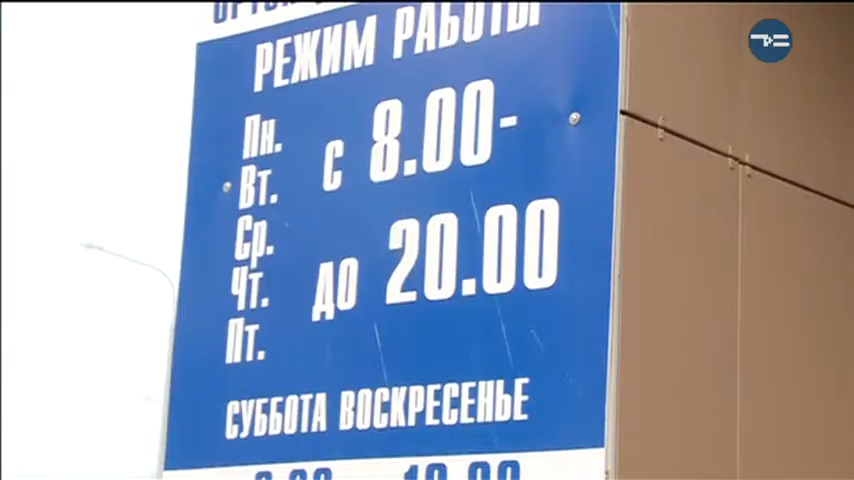 РЕЖИМ РАБОТЫ
Пн.
Вт.
Ср.
Чт.
Пт.
с 8.00-
до 20.00
СУББОТА ВОСКРЕСЕНЬЕ